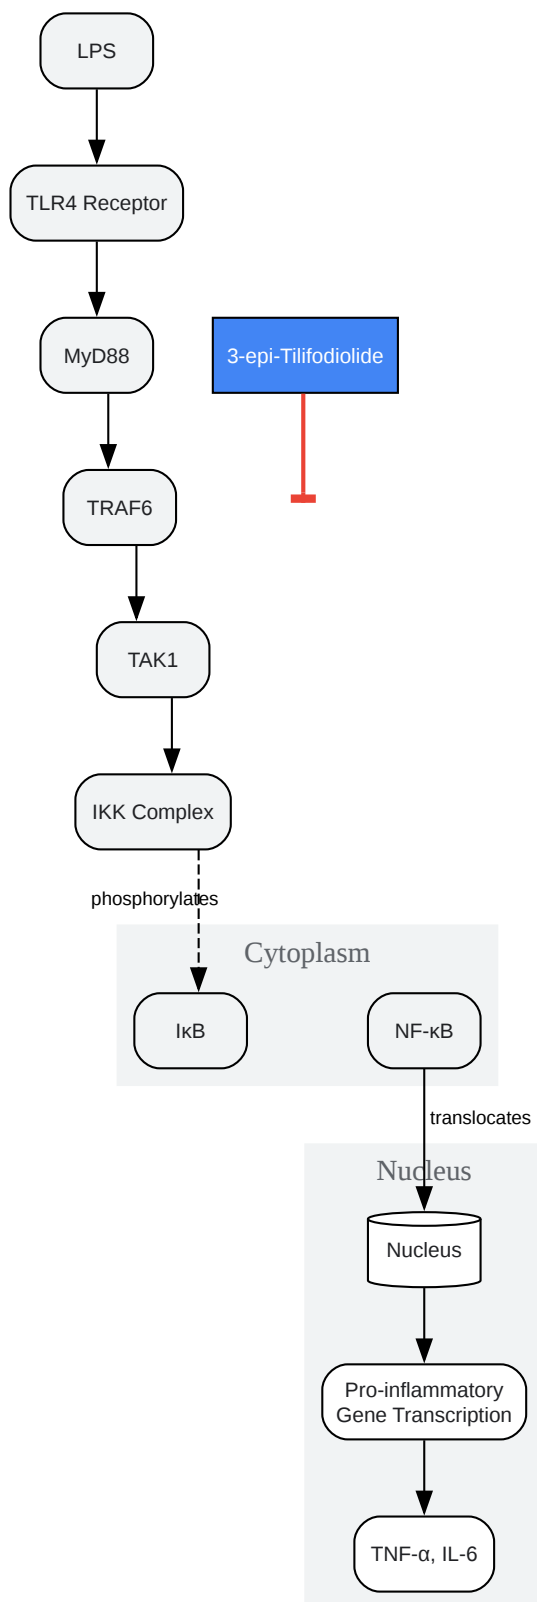 LPS
TLR4 Receptor
MyD88
3-epi-Tilifodiolide
TRAF6
TAK1
IKK Complex
phosphorylates
Cytoplasm
IκB
NF-κB
translocates
Nucleus
Nucleus
Pro-inflammatory
Gene Transcription
TNF-α, IL-6